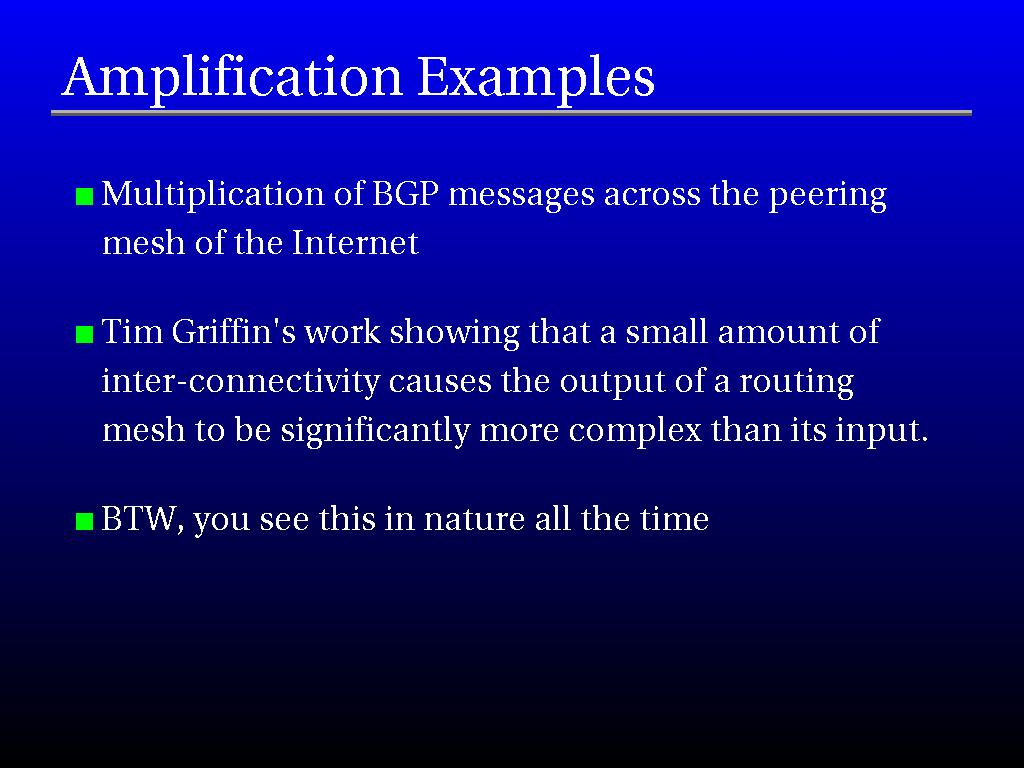 Amplification Examples
Multiplication of BGP messages across the peering
mesh of the Internet
Tim Griffin's work showing that a small amount of
inter-connectivity causes the output of a routing
mesh to be significantly more complex than its input.
BTW, you see this in nature all the time